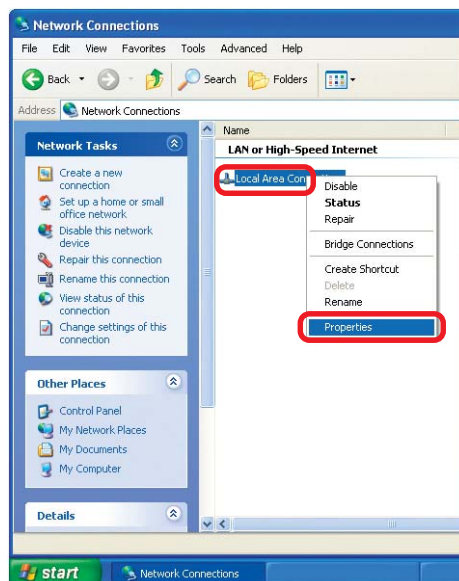 Network Connections
File Edit View Favorites Tools Advanced Help
Back Search Folders
Address Network Connections
Network Tasks
Create a new
connection
Set up a home or small
office network
Disable this network
device
Repair this connection
Rename this connection
View status of this
connection
Change settings of this
connection
Other Places
Control Panel
My Network Places
My Documents
My Computer
Details
Name
LAN or High-Speed Internet
Local Area Con
Disable
Status
Repair
Bridge Connections
Create Shortcut
Delete
Rename
Properties
start Network Connections